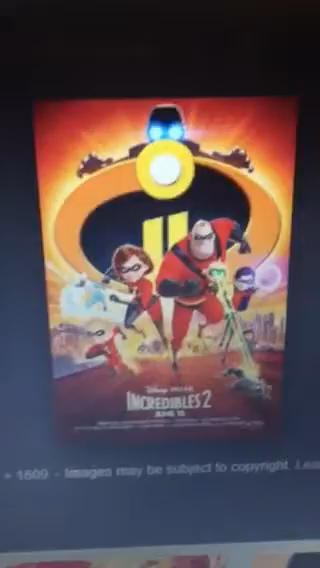 Disney PIXAR
INCREDIBLES 2
JUNE 15
1609 - Images may be subject to copyright.